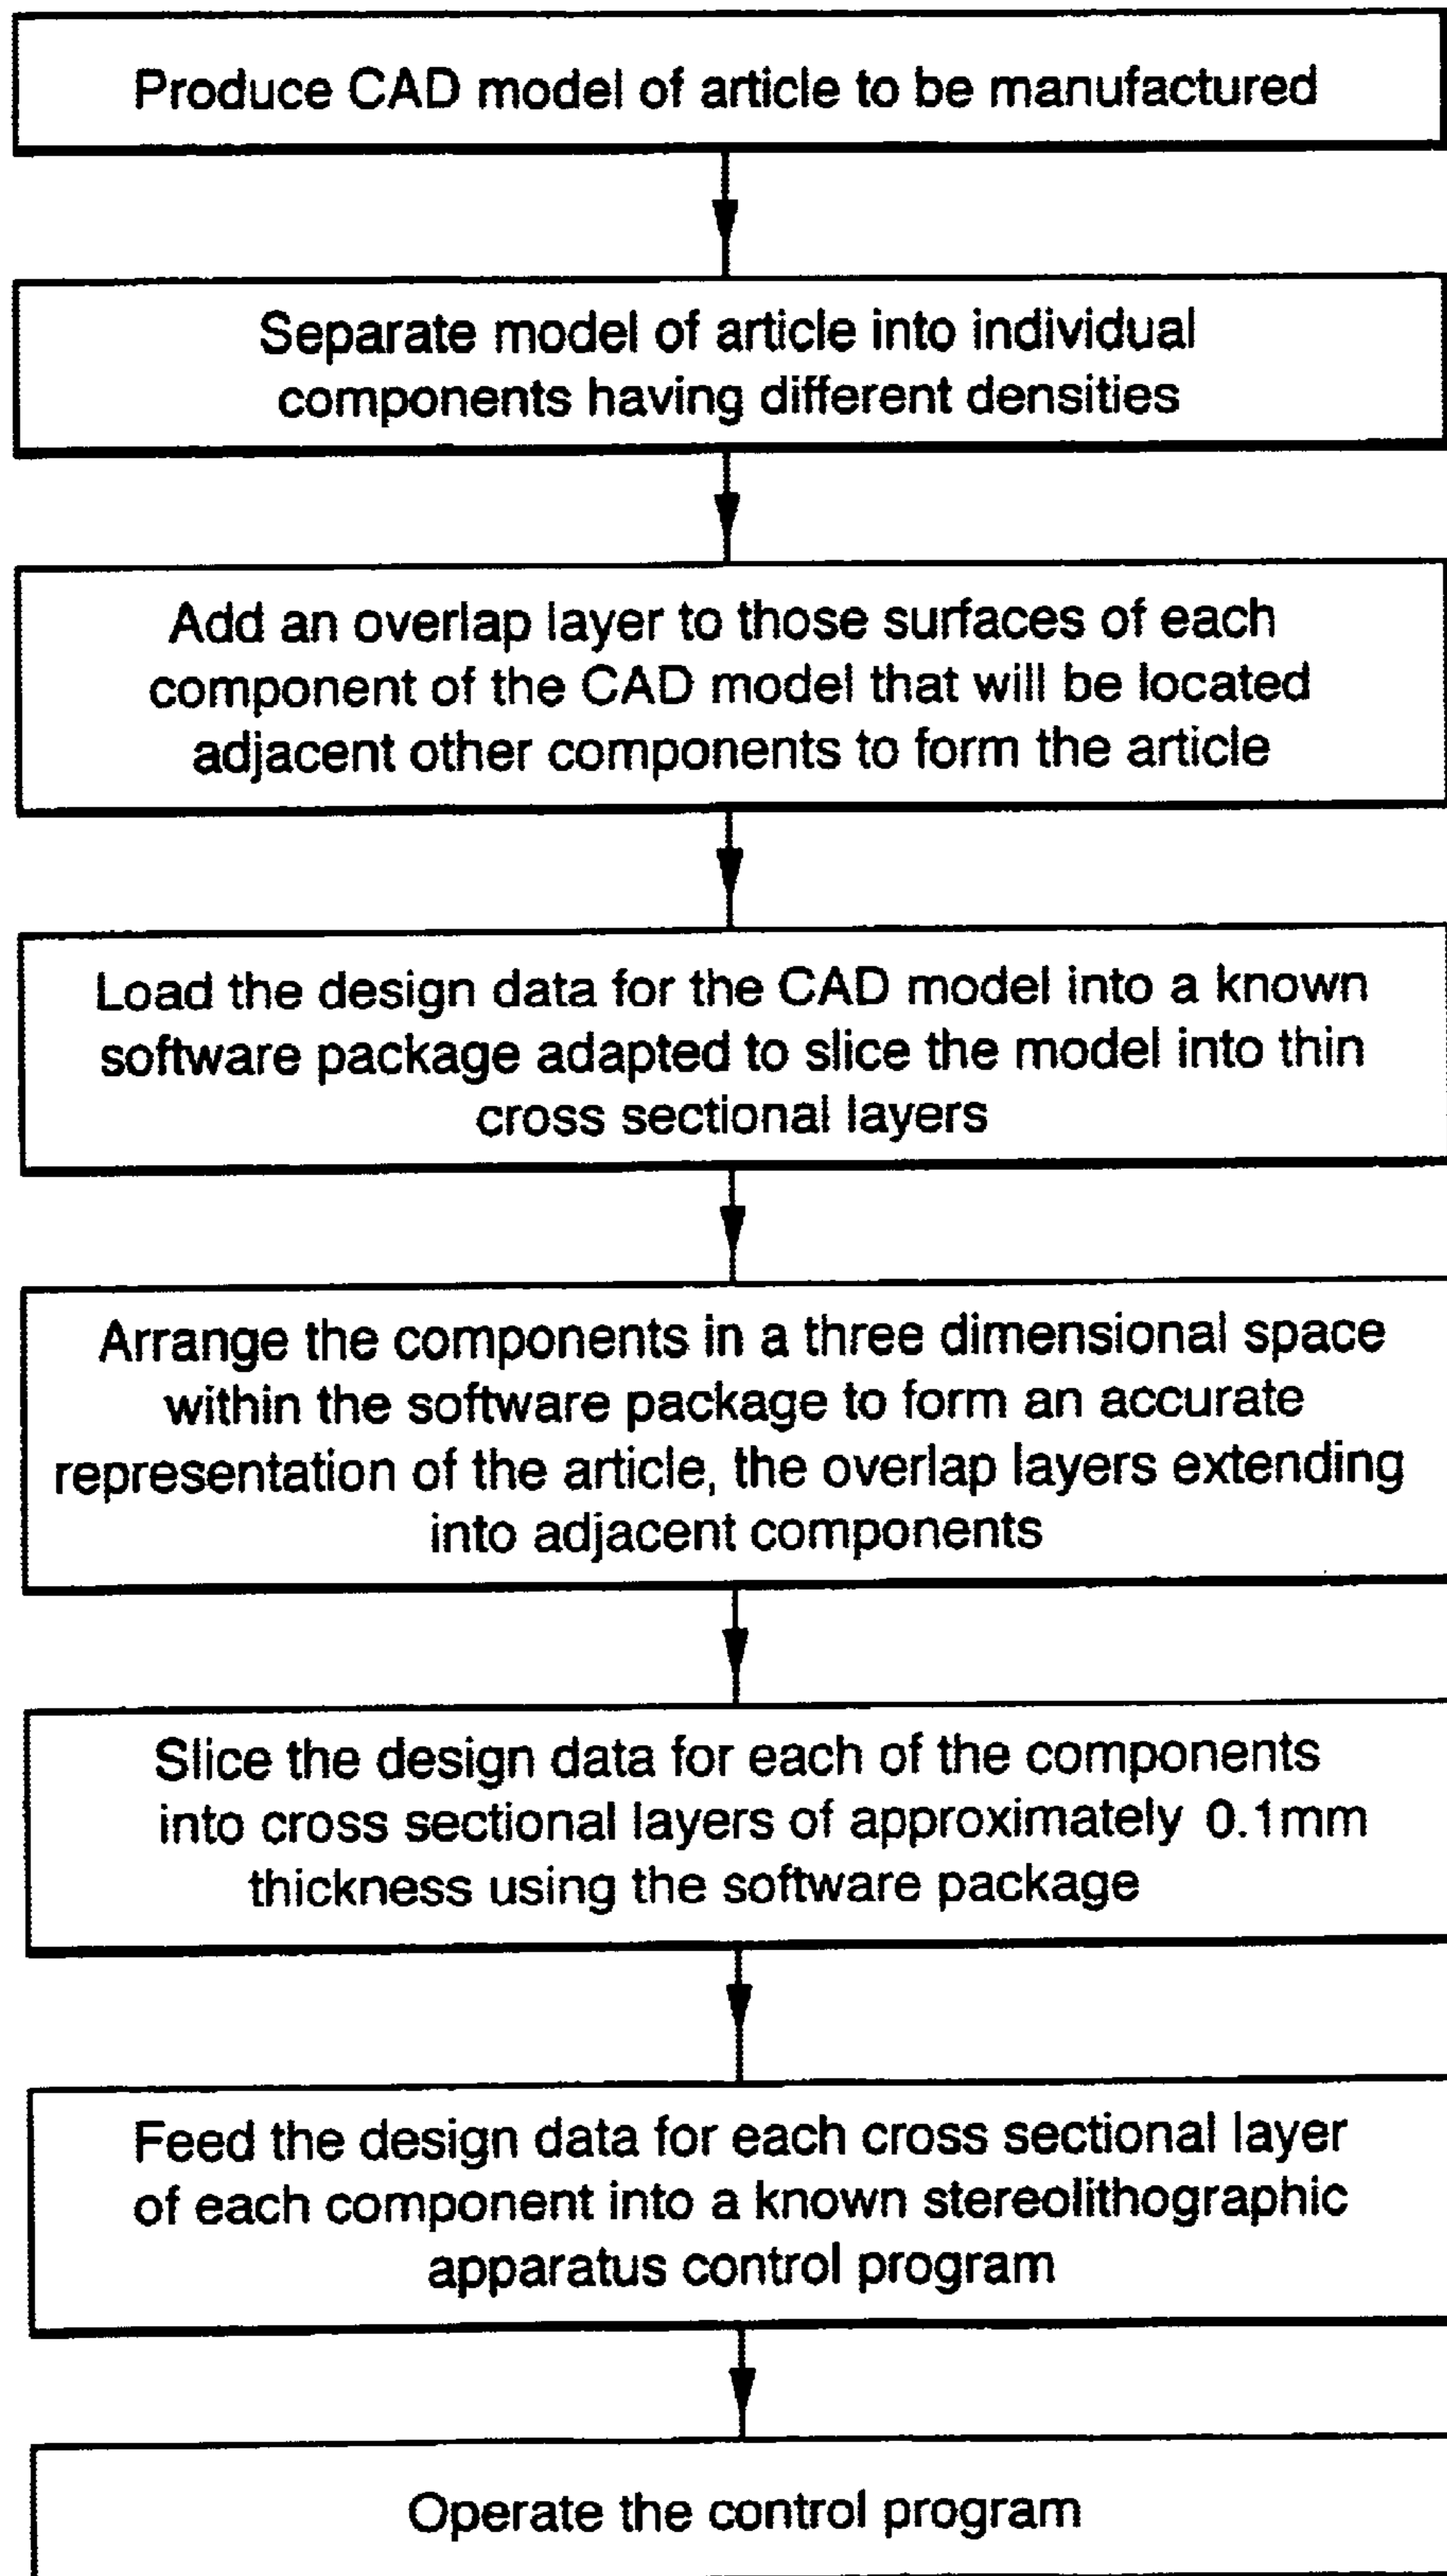 Produce CAD model of article to be manufactured
Separate model of article into individual
components having different densities
Add an overlap layer to those surfaces of each
component of the CAD model that will be located
adjacent other components to form the article
Load the design data for the CAD model into a known
software package adapted to slice the model into thin
cross sectional layers
Arrange the components in a three dimensional space
within the software package to form an accurate
representation of the article, the overlap layers extending
into adjacent components
Slice the design data for each of the components
into cross sectional layers of approximately 0.1mm
thickness using the software package
Feed the design data for each cross sectional layer
of each component into a known stereolithographic
apparatus control program
Operate the control program